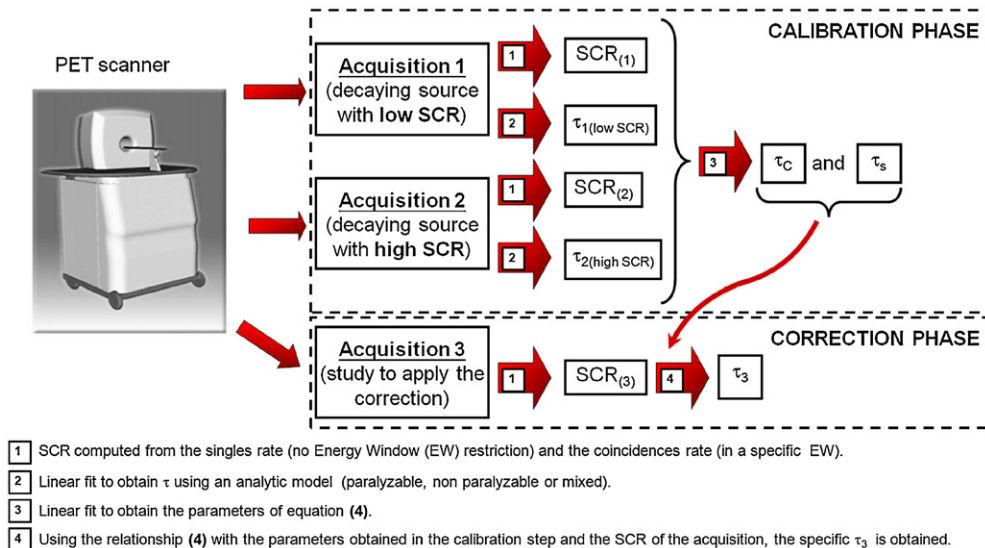 PET scanner
CALIBRATION PHASE
Acquisition 1
(decaying source
with low SCR)
1
SCR(1)
2
τ1(low SCR)
Acquisition 2
(decaying source
with high SCR)
1
SCR(2)
2
τ2(high SCR)
3
τC and τs
CORRECTION PHASE
Acquisition 3
(study to apply the
correction)
1
SCR(3)
4
τ3
1 SCR computed from the singles rate (no Energy Window (EW) restriction) and the coincidences rate (in a specific EW).
2 Linear fit to obtain τ using an analytic model (paralyzable, non paralyzable or mixed).
3 Linear fit to obtain the parameters of equation (4).
4 Using the relationship (4) with the parameters obtained in the calibration step and the SCR of the acquisition, the specific τ3 is obtained.